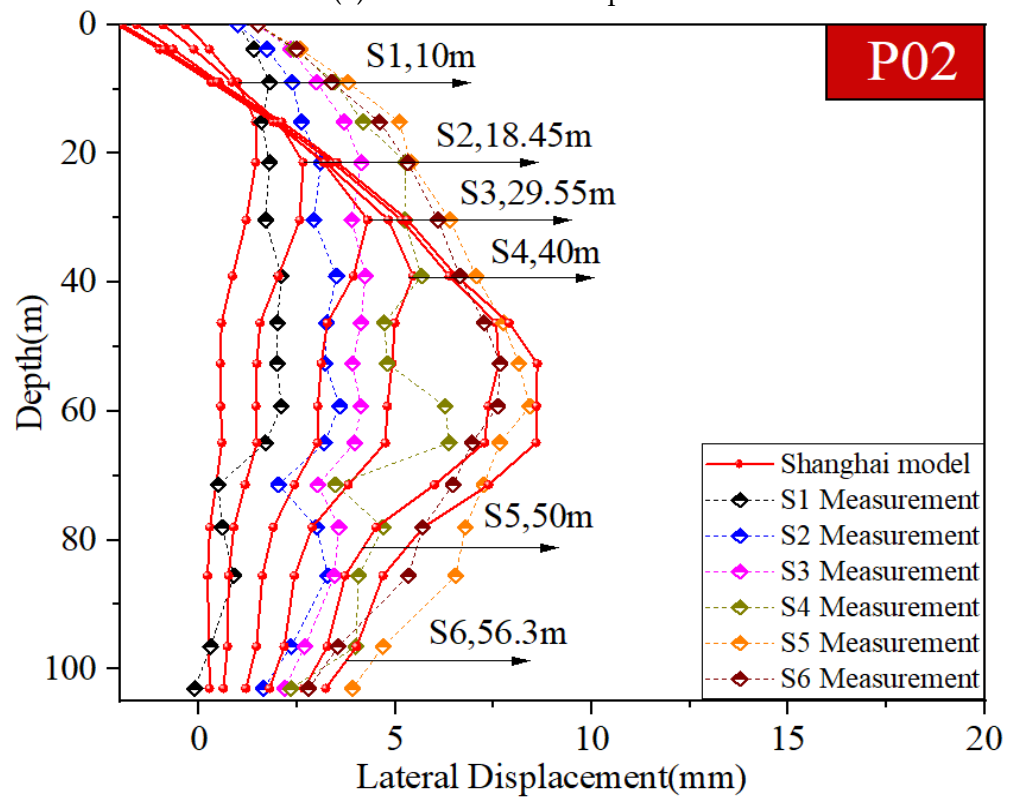 P02
S1,10m
S2,18.45m
S3,29.55m
S4,40m
S5,50m
S6,56.3m
0
20
40
60
80
100
Depth(m)
Shanghai model
S1 Measurement
S2 Measurement
S3 Measurement
S4 Measurement
S5 Measurement
S6 Measurement
0
5
10
15
20
Lateral Displacement(mm)